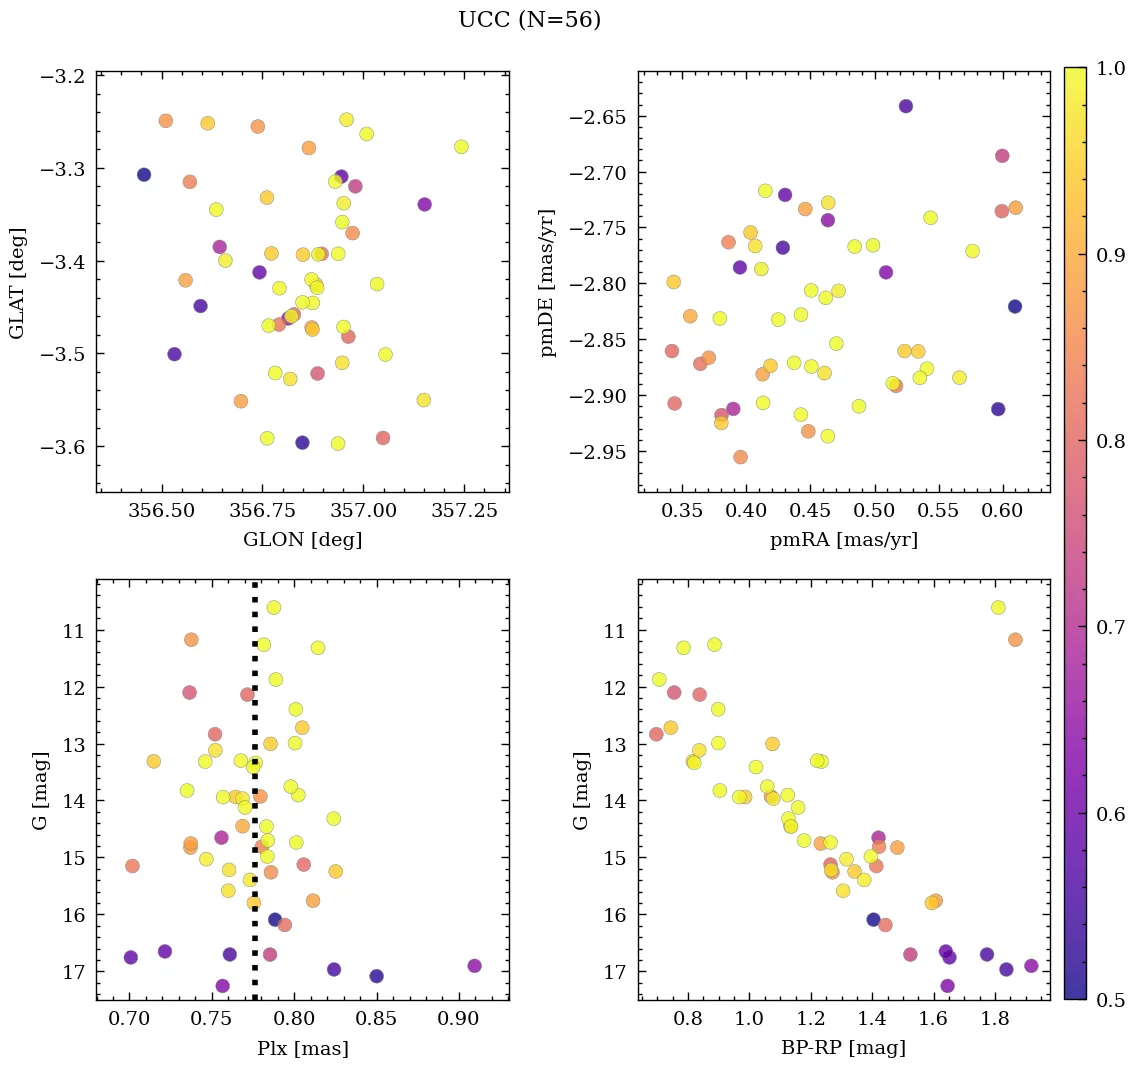 UCC (N=56)
−3.2
−3.3
−3.4
−3.5
−3.6
GLAT [deg]
356.50 356.75 357.00 357.25
GLON [deg]
−2.65
−2.70
−2.75
−2.80
−2.85
−2.90
−2.95
pmDE [mas/yr]
0.35 0.40 0.45 0.50 0.55 0.60
pmRA [mas/yr]
1.0
0.9
0.8
0.7
0.6
0.5
11
12
13
14
15
16
17
G [mag]
0.70 0.75 0.80 0.85 0.90
Plx [mas]
11
12
13
14
15
16
17
G [mag]
0.8 1.0 1.2 1.4 1.6 1.8
BP-RP [mag]